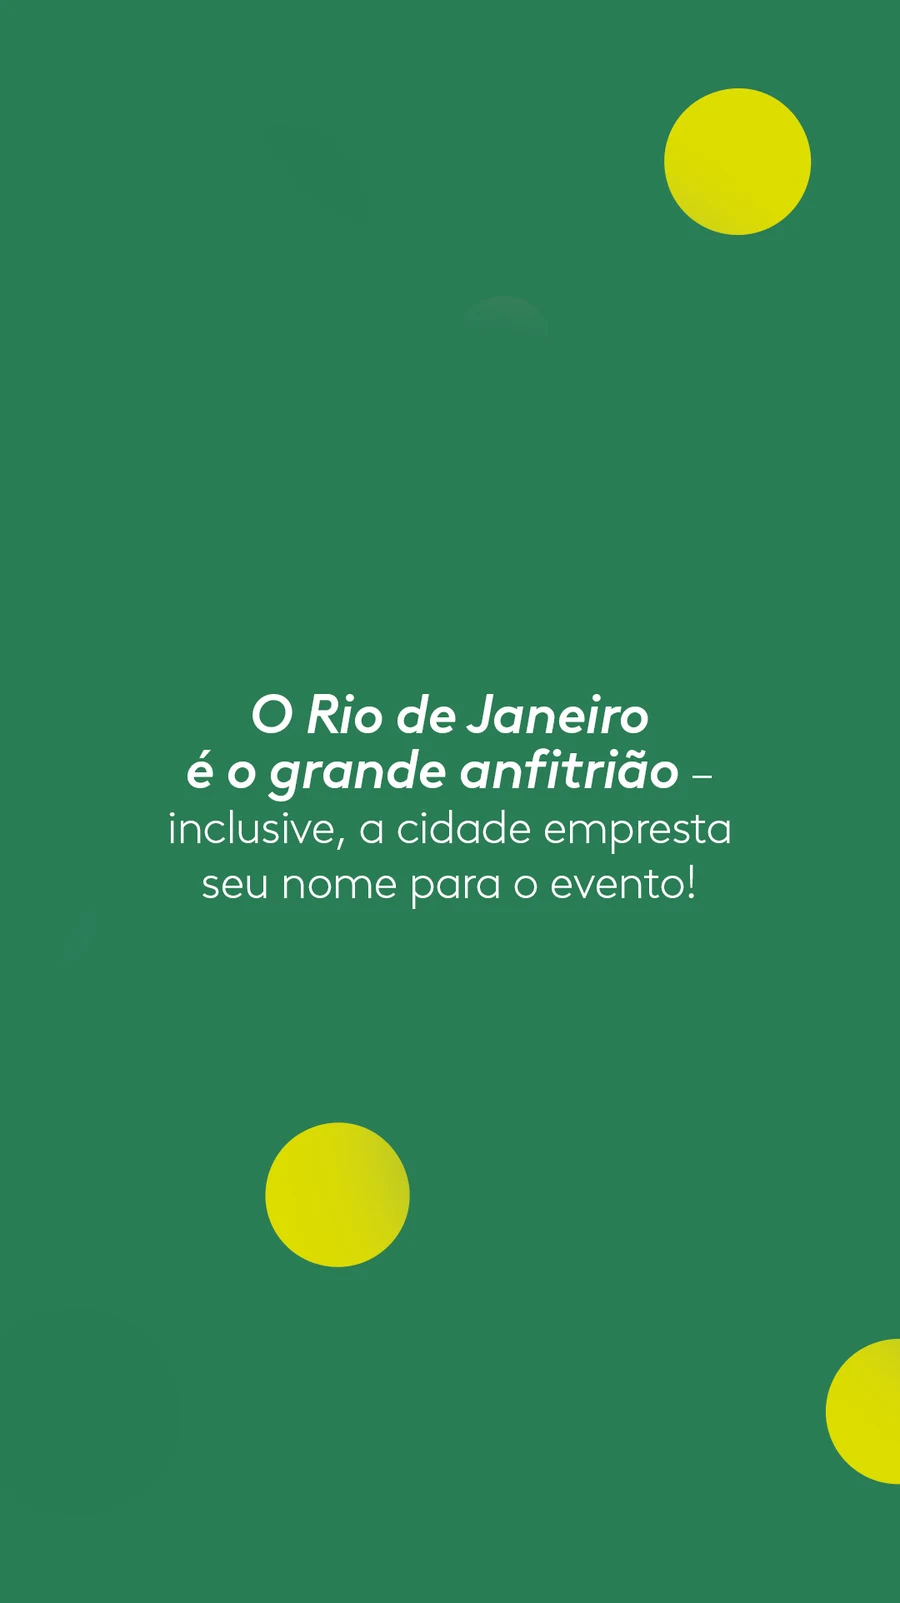 O Rio de Janeiro
é o grande anfitrião –
inclusive, a cidade empresta
seu nome para o evento!